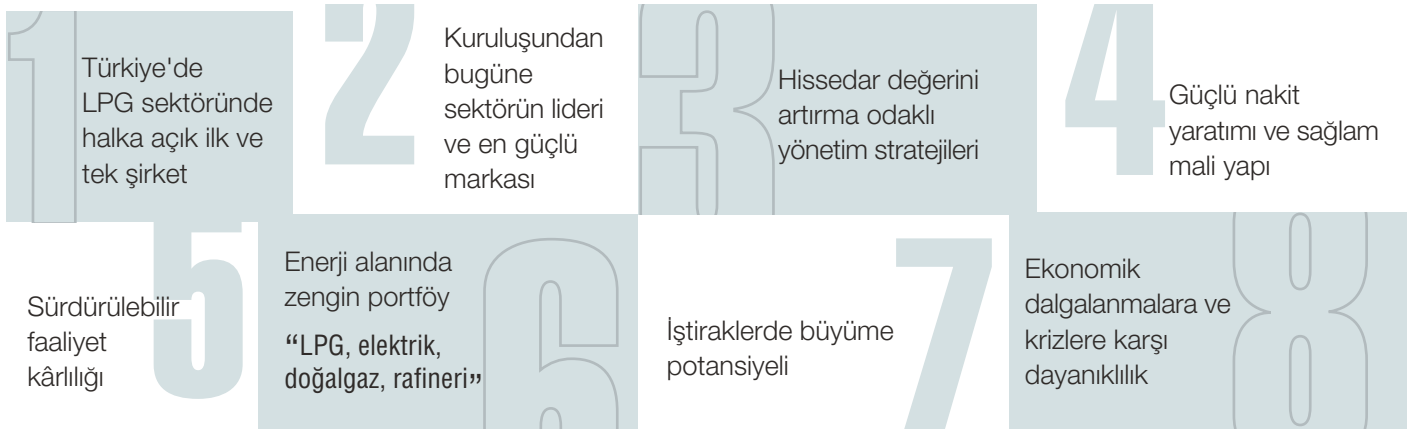 1
Türkiye'de
LPG sektöründe
halka açık ilk ve
tek şirket
2
Kuruluşundan
bugüne
sektörün lideri
ve en güçlü
markası
3
Hissedar değerini
artırma odaklı
yönetim stratejileri
4
Güçlü nakit
yaratımı ve sağlam
mali yapı
5
Sürdürülebilir
faaliyet
kârlılığı
6
Enerji alanında
zengin portföy
“LPG, elektrik,
doğalgaz, rafineri”
7
İştiraklerde büyüme
potansiyeli
8
Ekonomik
dalgalanmalara ve
krizlere karşı
dayanıklılık